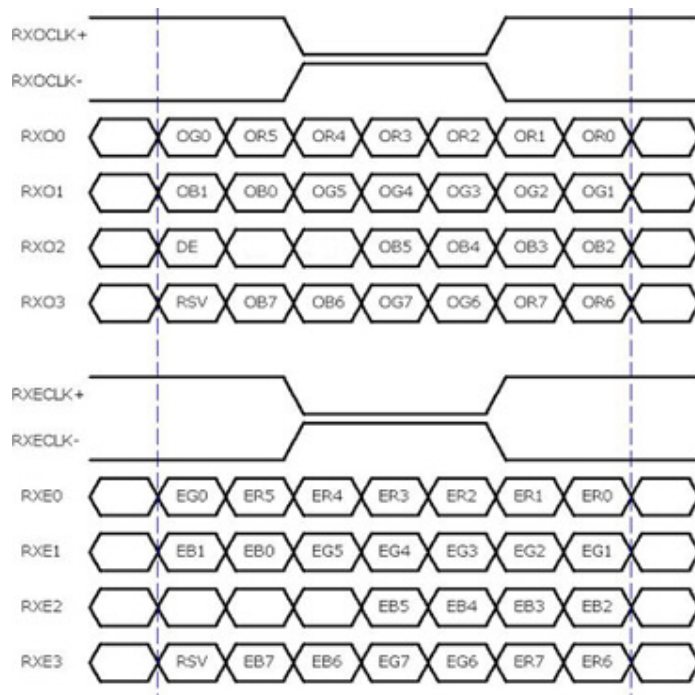 RXOCLK+
RXOCLK-
RXO0 OG0 OR5 OR4 OR3 OR2 OR1 OR0
RXO1 OB1 OB0 OG5 OG4 OG3 OG2 OG1
RXO2 DE OB5 OB4 OB3 OB2
RXO3 RSV OB7 OB6 OG7 OG6 OR7 OR6
RXECLK+
RXECLK-
RXE0 EG0 ER5 ER4 ER3 ER2 ER1 ER0
RXE1 EB1 EB0 EG5 EG4 EG3 EG2 EG1
RXE2 EB5 EB4 EB3 EB2
RXE3 RSV EB7 EB6 EG7 EG6 ER7 ER6